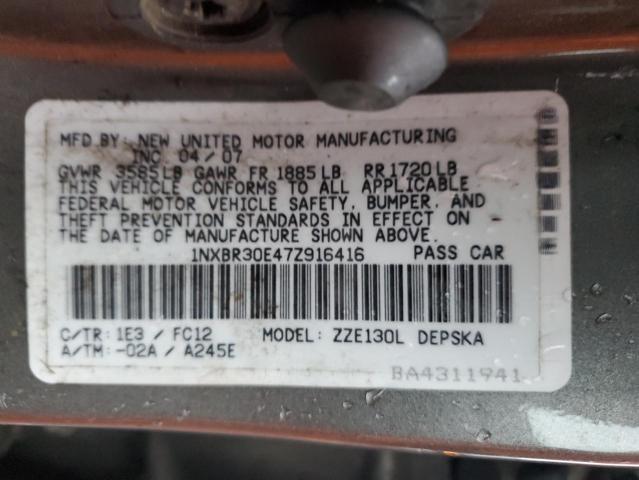 MFD BY: NEW UNITED MOTOR MANUFACTURING
INC 04/07
GVWR 3585LB GAWR FR 1885LB RR1720LB
THIS VEHICLE CONFORMS TO ALL APPLICABLE
FEDERAL MOTOR VEHICLE SAFETY, BUMPER, AND
THEFT PREVENTION STANDARDS IN EFFECT ON
THE DATE OF MANUFACTURE SHOWN ABOVE.
1NXBR30E47Z916416 PASS CAR
C/TR: 1E3 / FC12 MODEL: ZZE130L DEPSKA
A/TM: -02A / A245E
BA4311941